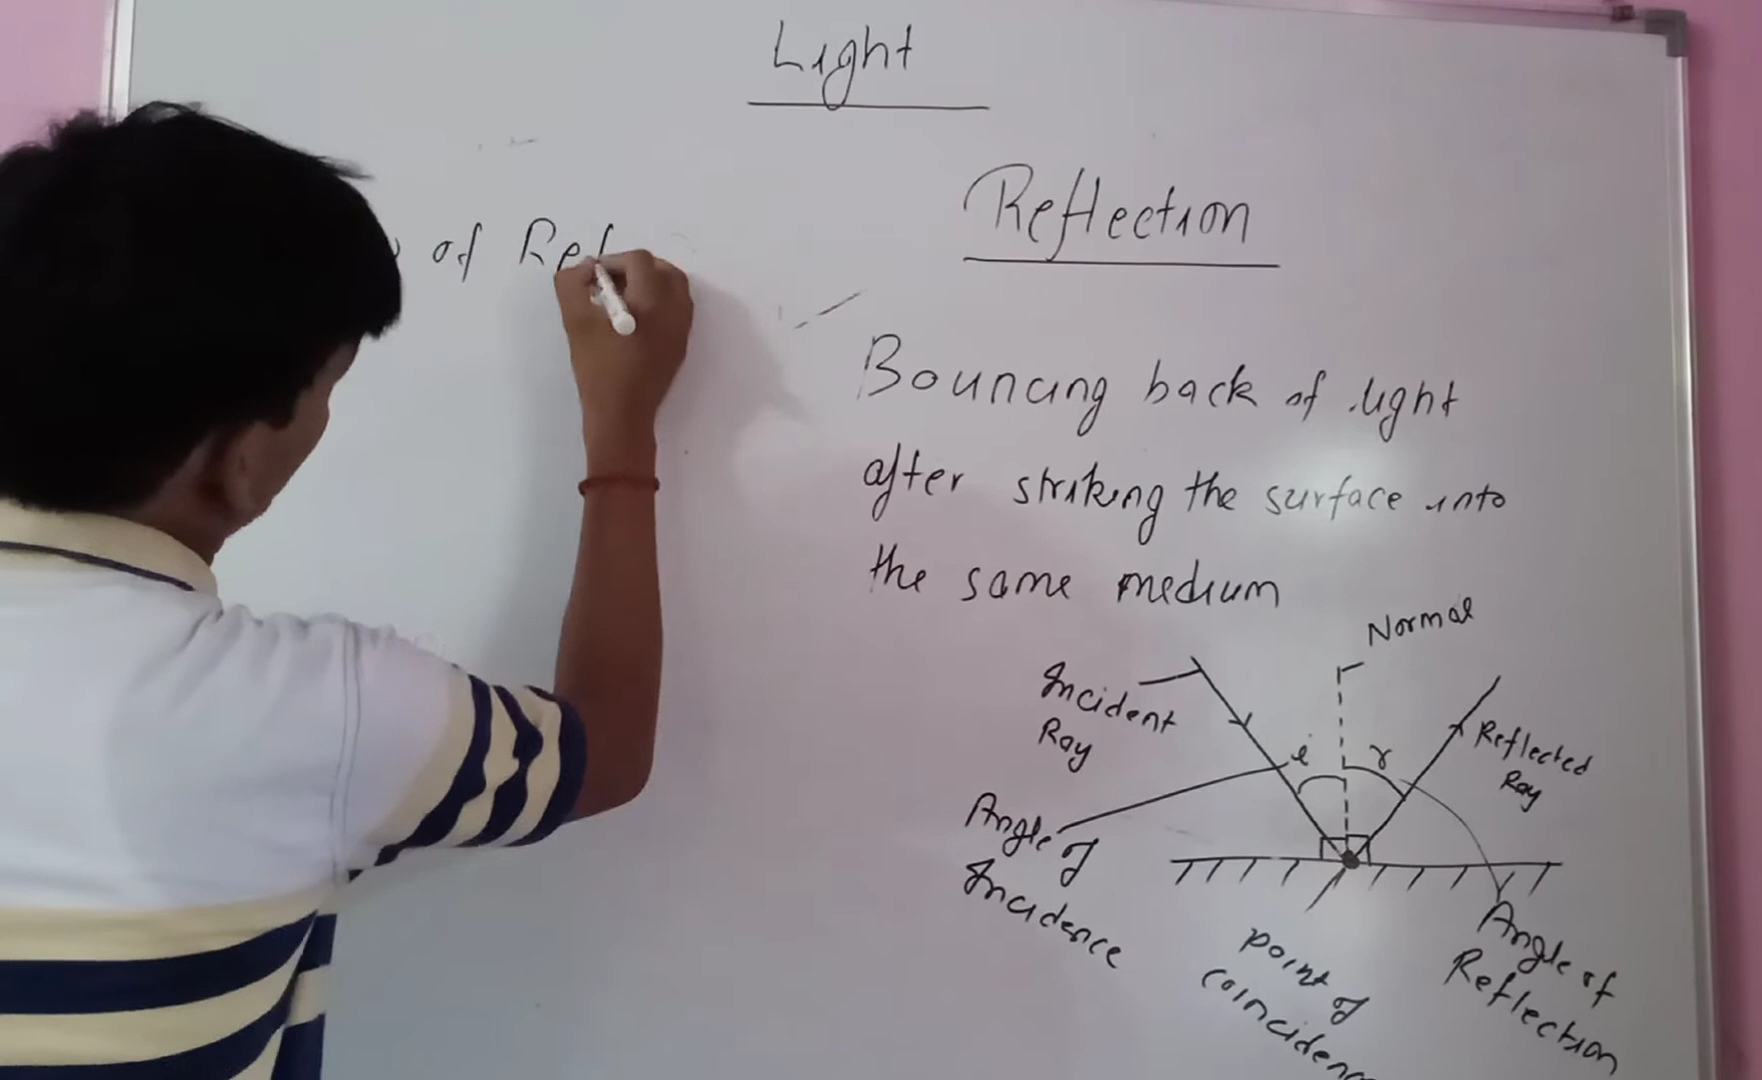 Light
of Ref
Reflection
Bouncing back of light
after striking the surface into
the same medium
Normal
Incident
Ray
i
r
Reflected
Ray
Angle of
Incidence
point of
Angle of
Reflection